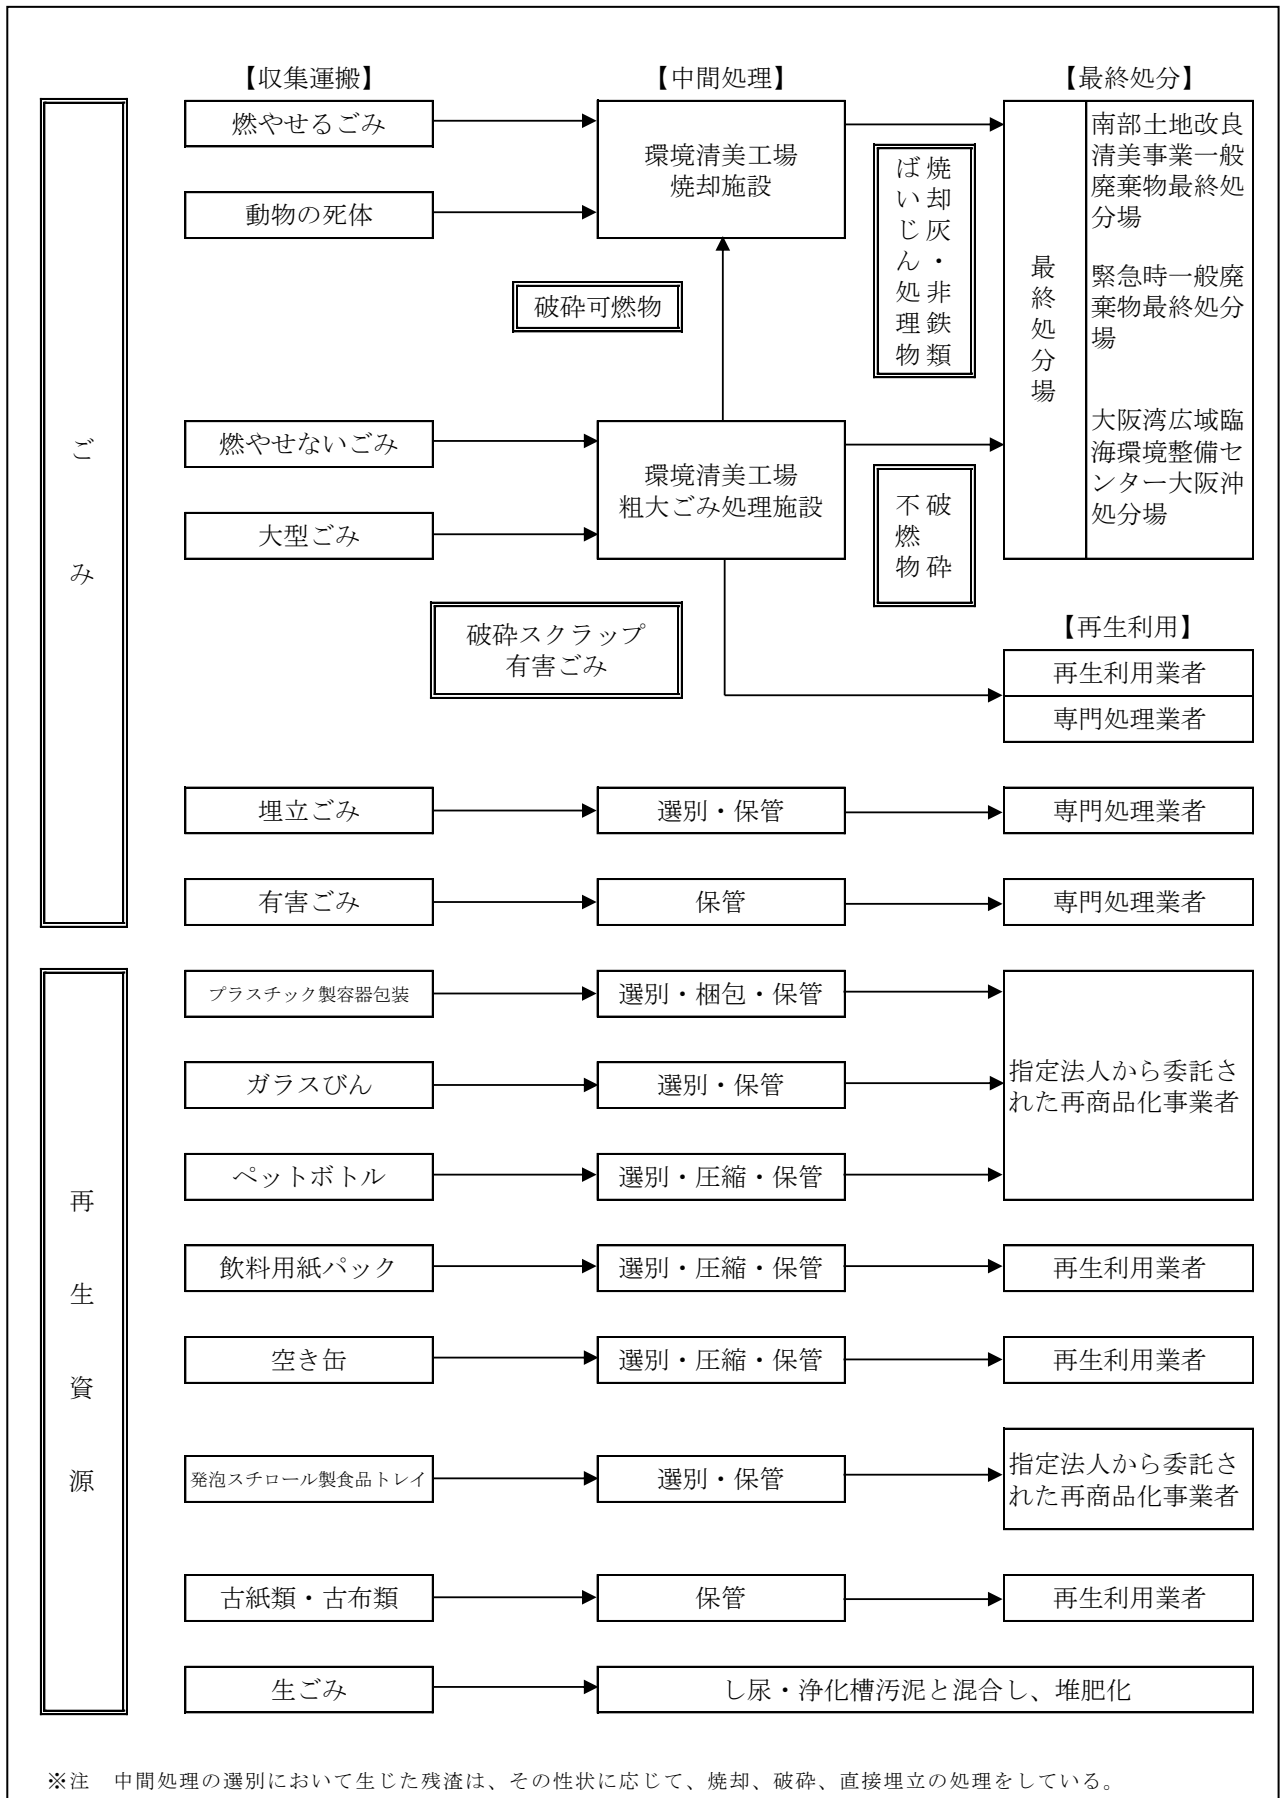 【収集運搬】
【中間処理】
【最終処分】
ごみ
燃やせるごみ
動物の死体
環境清美工場
焼却施設
焼却灰・非鉄類
ばいじん処理物
最終処分場
南部土地改良
清美事業一般
廃棄物最終処
分場
緊急時一般廃
棄物最終処分
場
大阪湾広域臨
海環境整備セ
ンター大阪沖
処分場
破砕可燃物
燃やせないごみ
大型ごみ
環境清美工場
粗大ごみ処理施設
破砕
不燃物
破砕スクラップ
有害ごみ
【再生利用】
再生利用業者
専門処理業者
埋立ごみ
選別・保管
専門処理業者
有害ごみ
保管
専門処理業者
再生資源
プラスチック製容器包装
選別・梱包・保管
ガラスびん
選別・保管
指定法人から委託さ
れた再商品化事業者
ペットボトル
選別・圧縮・保管
飲料用紙パック
選別・圧縮・保管
再生利用業者
空き缶
選別・圧縮・保管
再生利用業者
発泡スチロール製食品トレイ
選別・保管
指定法人から委託さ
れた再商品化事業者
古紙類・古布類
保管
再生利用業者
生ごみ
し尿・浄化槽汚泥と混合し、堆肥化
※注　中間処理の選別において生じた残渣は、その性状に応じて、焼却、破砕、直接埋立の処理をしている。